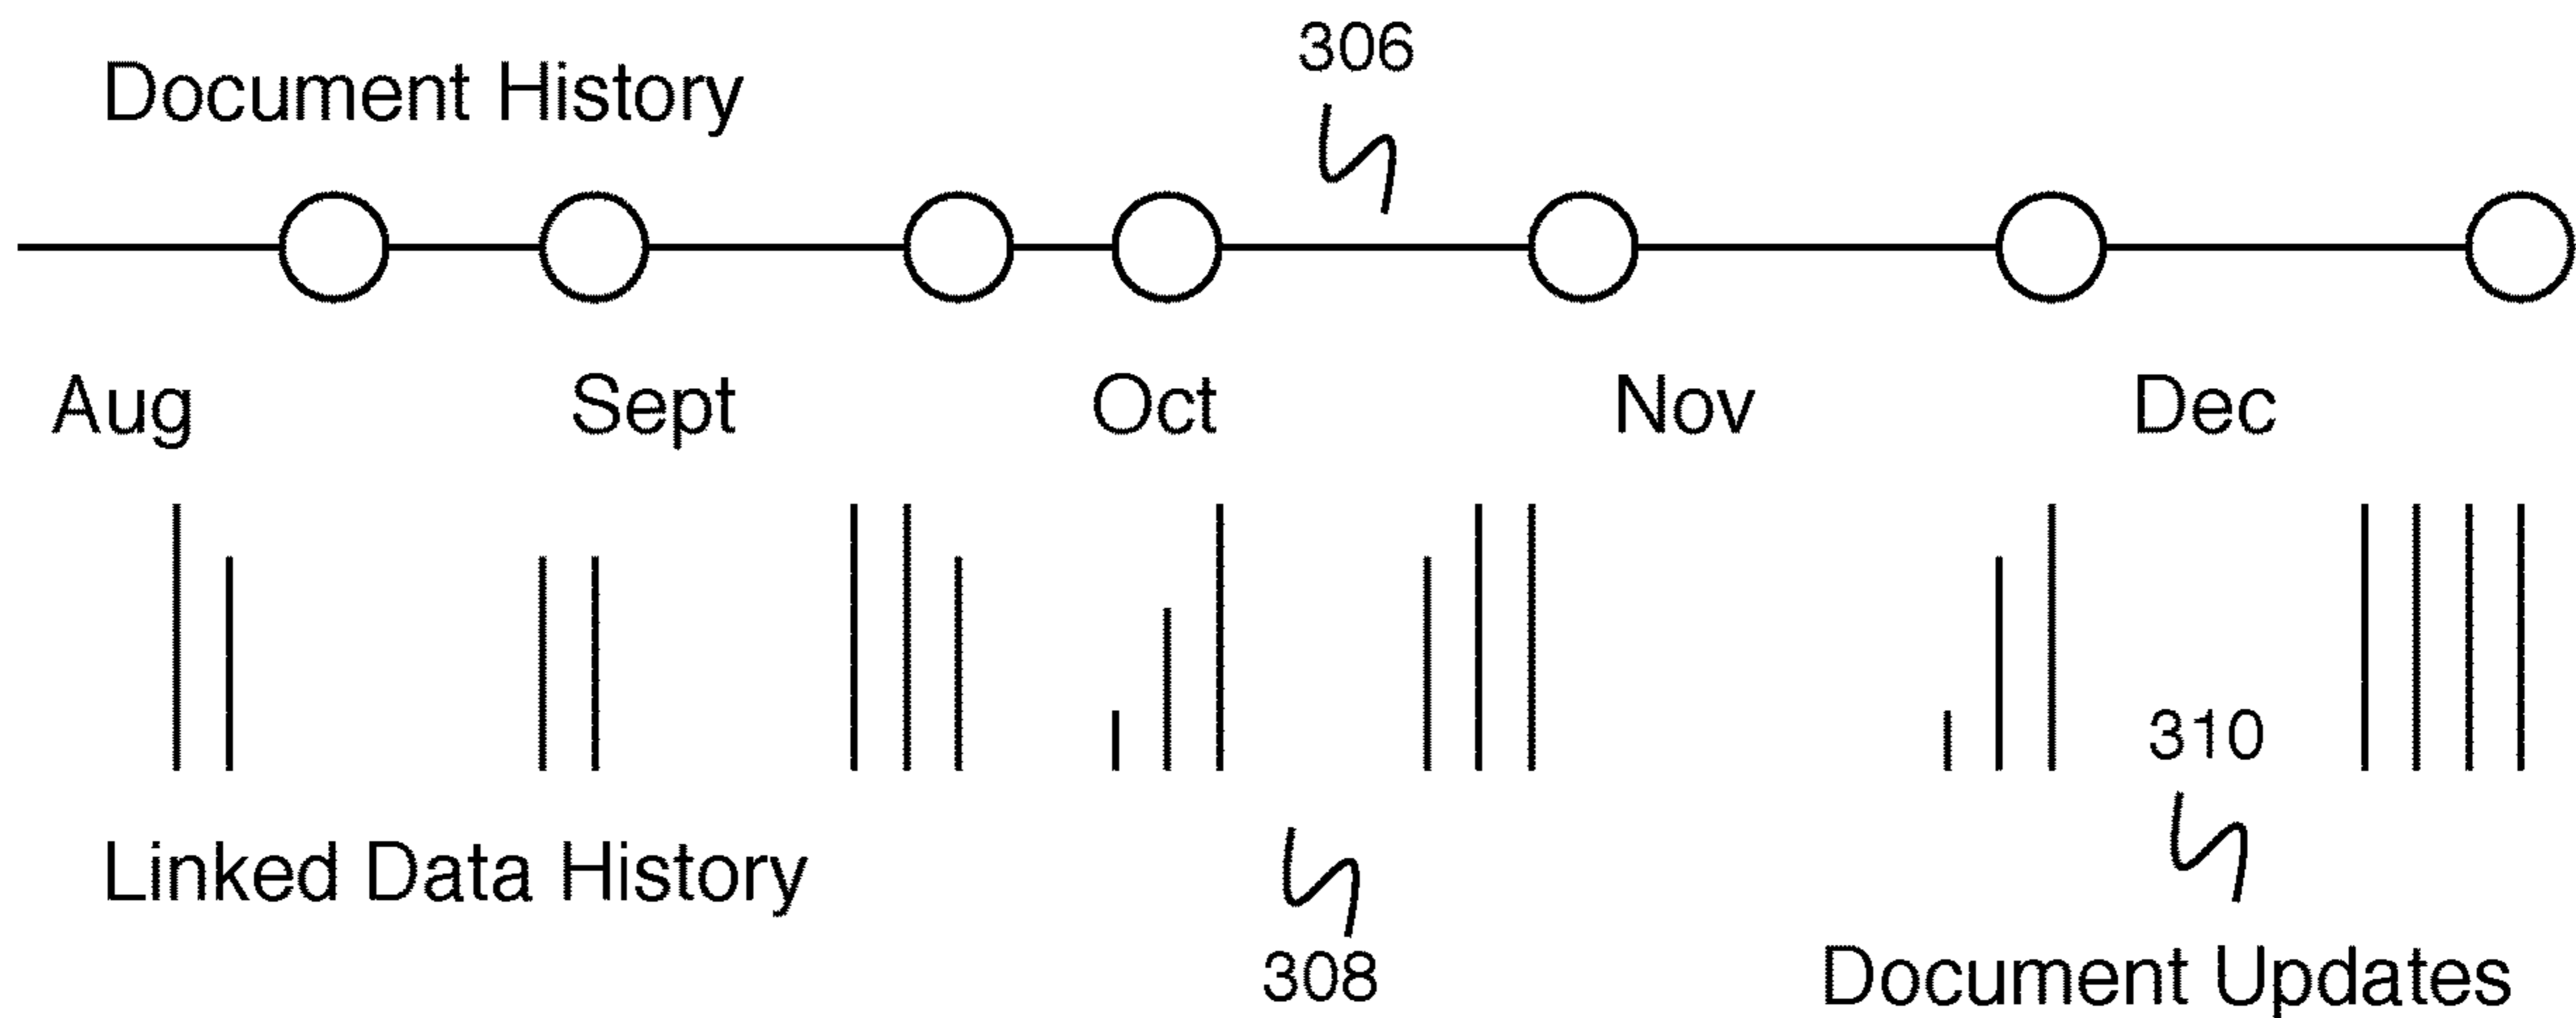 306
Document History
Aug Sept Oct Nov Dec
310
Linked Data History
308
Document Updates